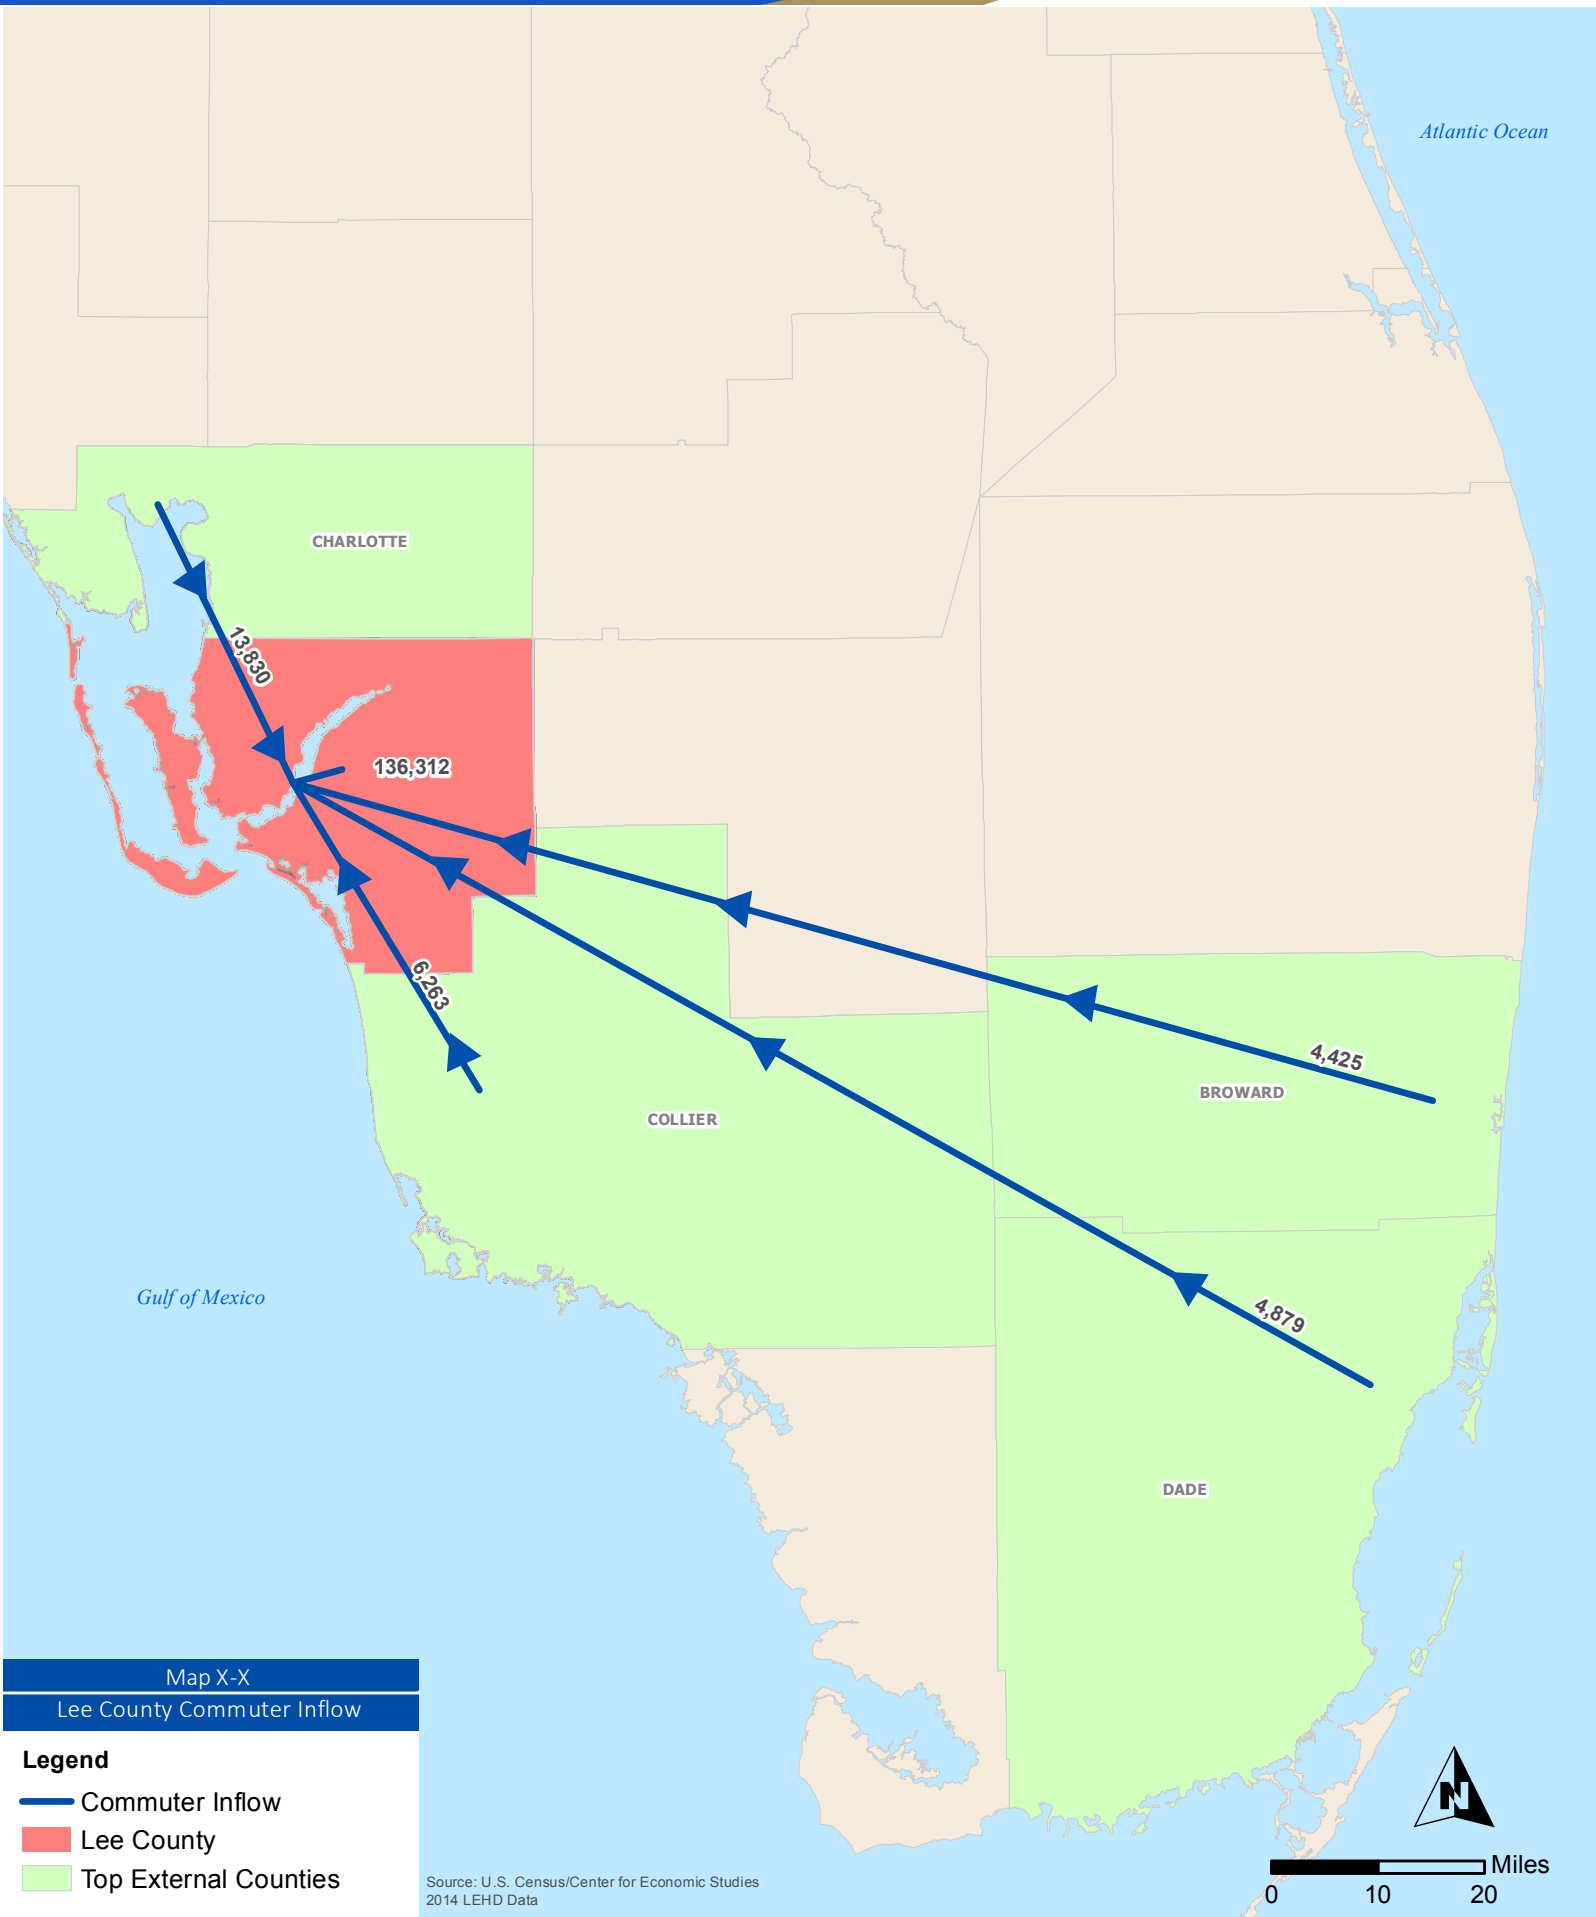 Atlantic Ocean
CHARLOTTE
13,830
136,312
6,263
4,425
BROWARD
COLLIER
Gulf of Mexico
4,879
DADE
Map X-X
Lee County Commuter Inflow
Legend
Commuter Inflow
Lee County
Top External Counties
Source: U.S. Census/Center for Economic Studies
2014 LEHD Data
N
Miles
0 10 20